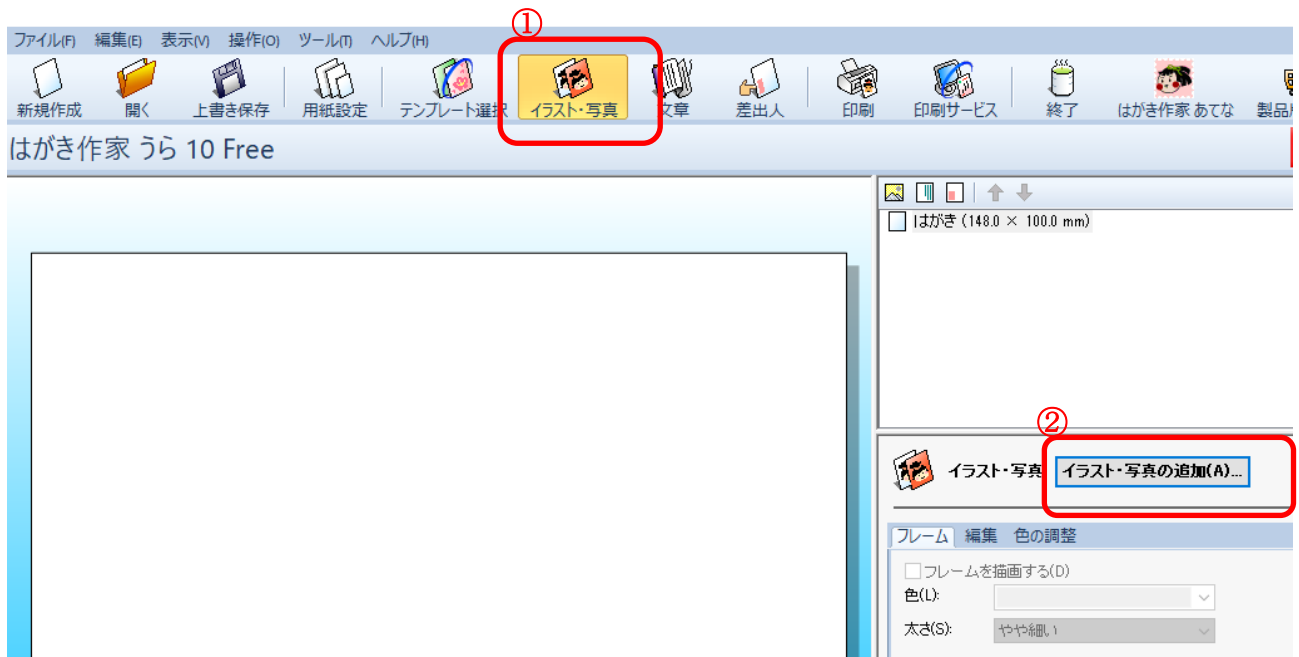 ①
ファイル(F) 編集(E) 表示(V) 操作(O) ツール(T) ヘルプ(H)
新規作成 開く 上書き保存 用紙設定 テンプレート選択 イラスト・写真 文章 差出人 印刷 印刷サービス 終了 はがき作家 あてな 製品
はがき作家 うら 10 Free
はがき (148.0 × 100.0 mm)
②
イラスト・写真 イラスト・写真の追加(A)...
フレーム 編集 色の調整
フレームを描画する(D)
色(L):
太さ(S): やや細い